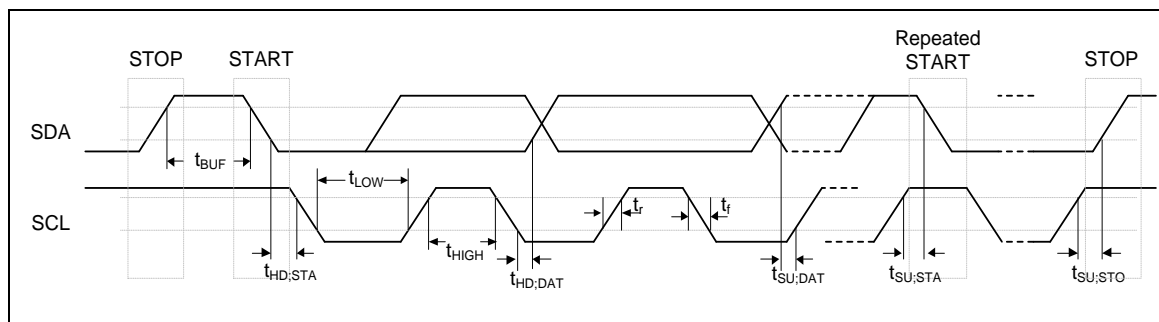 STOP
START
Repeated
START
STOP
SDA
tBUF
tLOW
SCL
tr
tf
tHIGH
tHD;STA
tHD;DAT
tSU;DAT
tSU;STA
tSU;STO